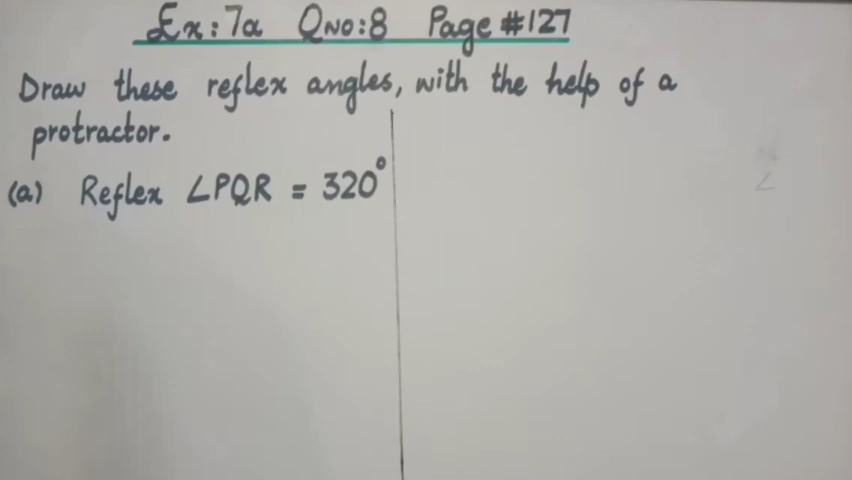 Ex: 7a Q No: 8 Page #127
Draw these reflex angles, with the help of a
protractor.
(a) Reflex ∠PQR = 320°